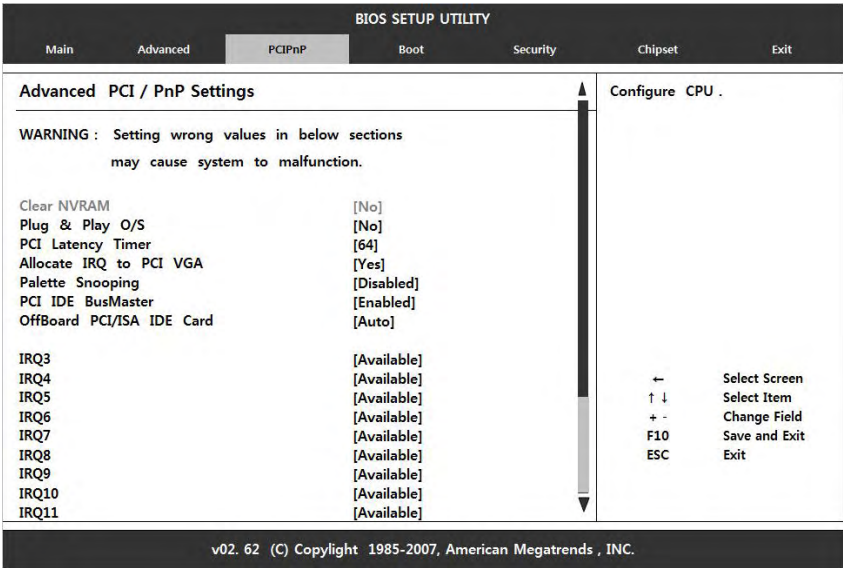 BIOS SETUP UTILITY
Main Advanced PCIPnP Boot Security Chipset Exit
Advanced PCI / PnP Settings
WARNING : Setting wrong values in below sections
may cause system to malfunction.
Clear NVRAM [No]
Plug & Play O/S [No]
PCI Latency Timer [64]
Allocate IRQ to PCI VGA [Yes]
Palette Snooping [Disabled]
PCI IDE BusMaster [Enabled]
OffBoard PCI/ISA IDE Card [Auto]
IRQ3 [Available]
IRQ4 [Available]
IRQ5 [Available]
IRQ6 [Available]
IRQ7 [Available]
IRQ8 [Available]
IRQ9 [Available]
IRQ10 [Available]
IRQ11 [Available]
Configure CPU .
← Select Screen
↑ ↓ Select Item
+ - Change Field
F10 Save and Exit
ESC Exit
v02. 62 (C) Copylight 1985-2007, American Megatrends , INC.